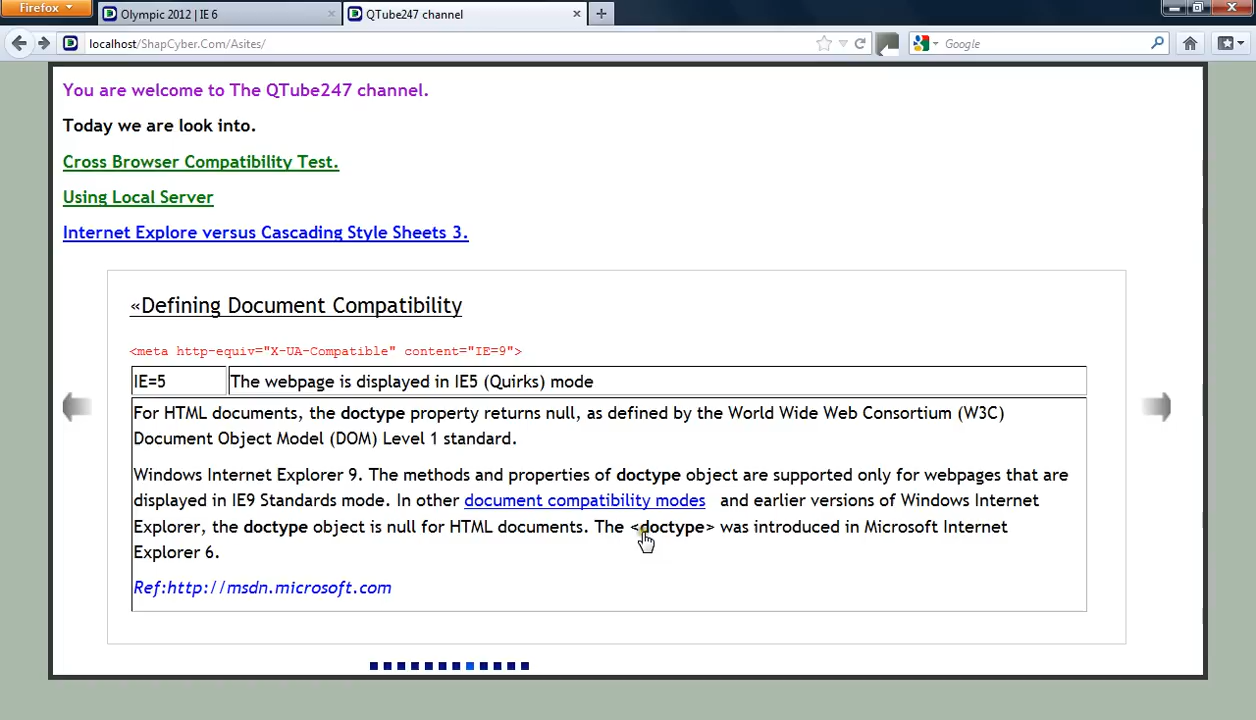 Firefox
Olympic 2012 | IE 6
QTube247 channel
localhost/ShapCyber.Com/Asites/
Google
You are welcome to The QTube247 channel.
Today we are look into.
Cross Browser Compatibility Test.
Using Local Server
Internet Explore versus Cascading Style Sheets 3.
«Defining Document Compatibility
<meta http-equiv="X-UA-Compatible" content="IE=9">
IE=5 The webpage is displayed in IE5 (Quirks) mode
For HTML documents, the doctype property returns null, as defined by the World Wide Web Consortium (W3C)
Document Object Model (DOM) Level 1 standard.
Windows Internet Explorer 9. The methods and properties of doctype object are supported only for webpages that are
displayed in IE9 Standards mode. In other document compatibility modes and earlier versions of Windows Internet
Explorer, the doctype object is null for HTML documents. The <doctype> was introduced in Microsoft Internet
Explorer 6.
Ref:http://msdn.microsoft.com